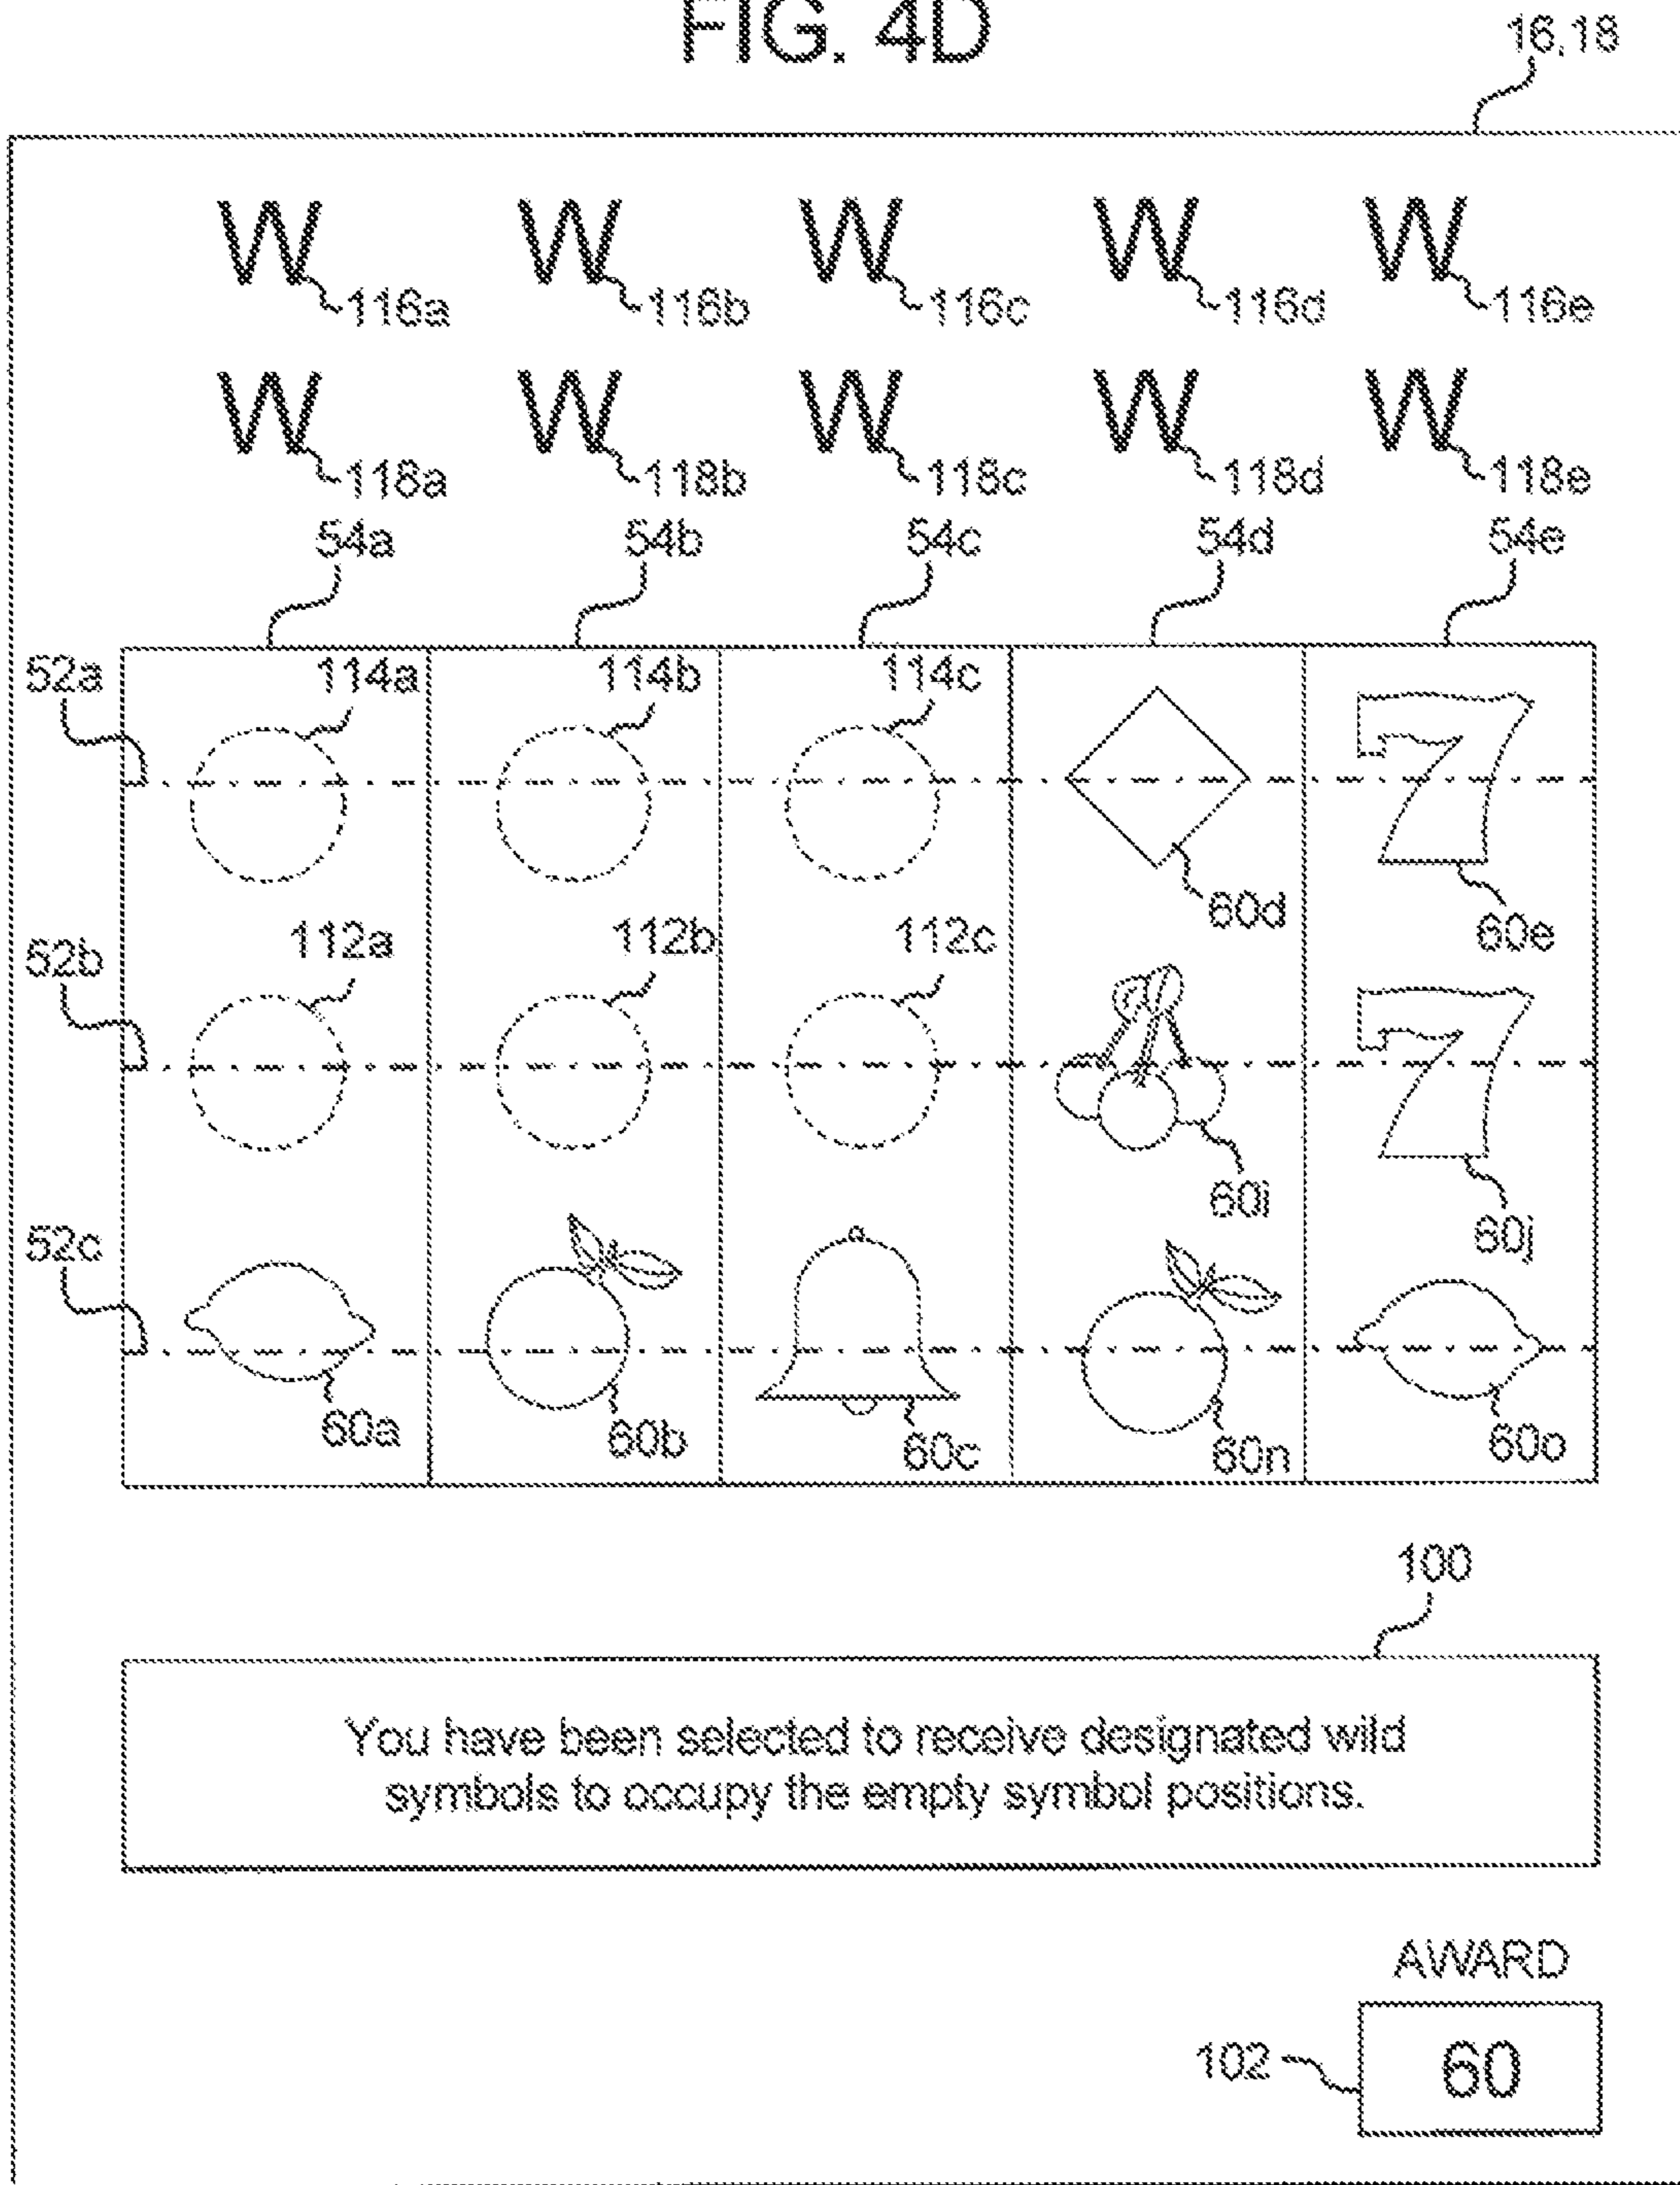 FIG. 4D
16,18
W W W W W
116a 116b 116c 116d 116e
W W W W W
118a 118b 118c 118d 118e
54a 54b 54c 54d 54e
52a 114a 114b 114c
60d 60e
52b 112a 112b 112c
60i 60j
52c
60a 60b 60c 60n 60o
100
You have been selected to receive designated wild
symbols to occupy the empty symbol positions.
AWARD
102 60